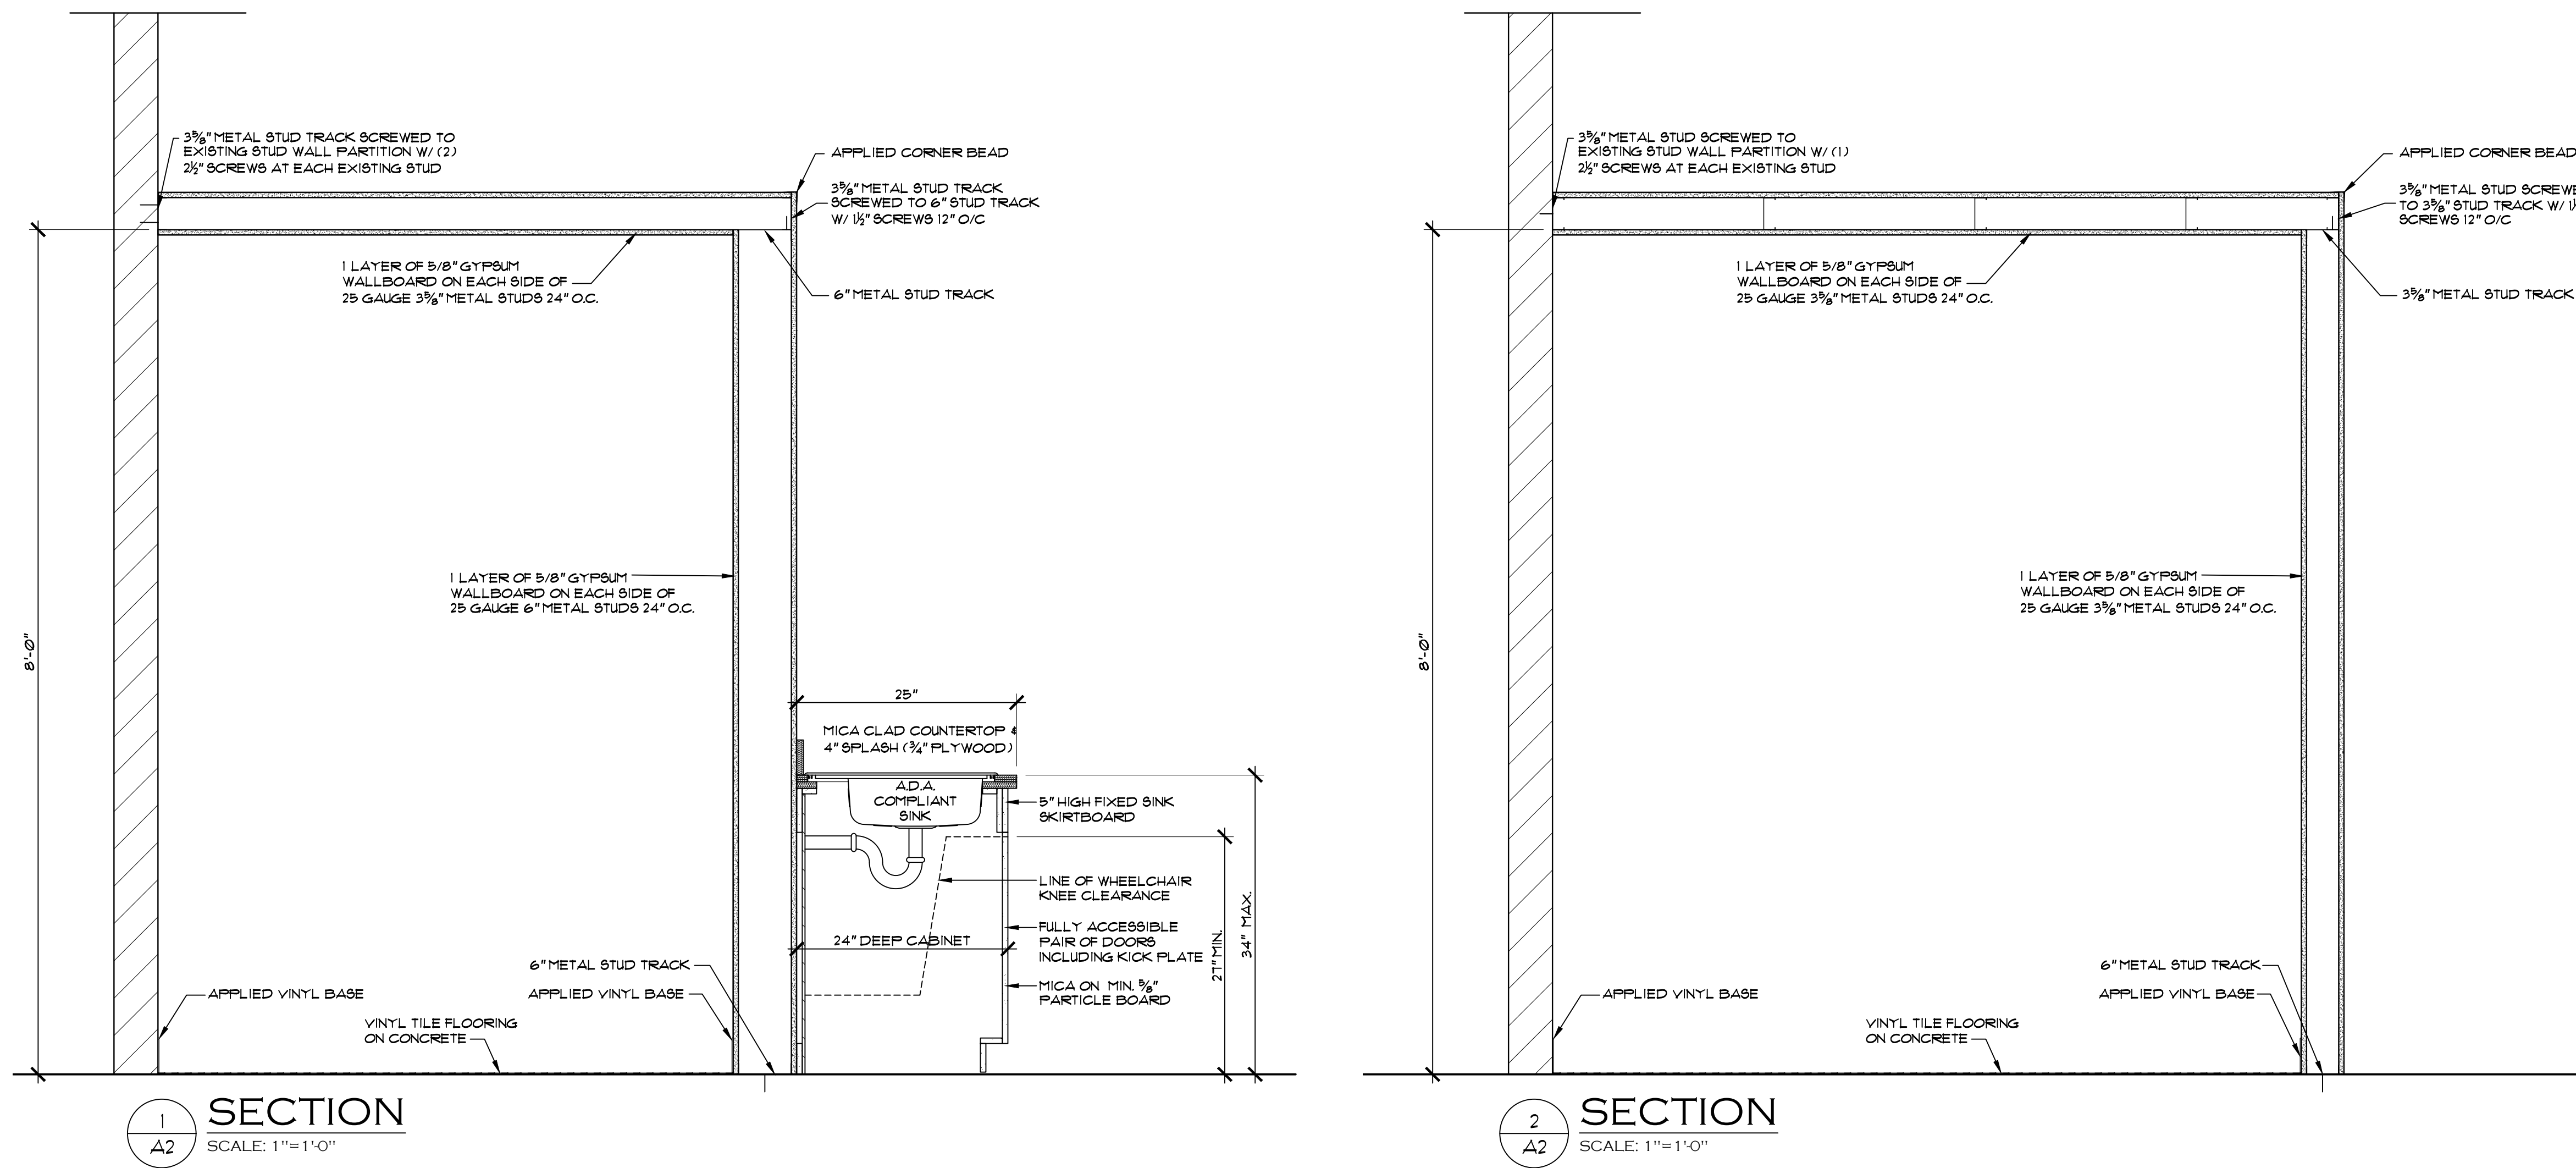 3⅝" METAL STUD TRACK SCREWED TO
EXISTING STUD WALL PARTITION W/ (2)
2½" SCREWS AT EACH EXISTING STUD
APPLIED CORNER BEAD
3⅝" METAL STUD TRACK
SCREWED TO 6" STUD TRACK
W/ 1½" SCREWS 12" O/C
1 LAYER OF 5/8" GYPSUM
WALLBOARD ON EACH SIDE OF
25 GAUGE 3⅝" METAL STUDS 24" O.C.
6" METAL STUD TRACK
1 LAYER OF 5/8" GYPSUM
WALLBOARD ON EACH SIDE OF
25 GAUGE 6" METAL STUDS 24" O.C.
8'-0"
25"
MICA CLAD COUNTERTOP &
4" SPLASH (¾" PLYWOOD)
A.D.A.
COMPLIANT
SINK
5" HIGH FIXED SINK
SKIRTBOARD
LINE OF WHEELCHAIR
KNEE CLEARANCE
FULLY ACCESSIBLE
PAIR OF DOORS
INCLUDING KICK PLATE
24" DEEP CABINET
27" MIN.
34" MAX.
MICA ON MIN. ⅝"
PARTICLE BOARD
6" METAL STUD TRACK
APPLIED VINYL BASE
APPLIED VINYL BASE
VINYL TILE FLOORING
ON CONCRETE
1
A2
SECTION
SCALE: 1"=1'-0"
3⅝" METAL STUD SCREWED TO
EXISTING STUD WALL PARTITION W/ (1)
2½" SCREWS AT EACH EXISTING STUD
APPLIED CORNER BEAD
3⅝" METAL STUD
TO 3⅝" STUD TRACK W/
SCREWS 12" O/C
1 LAYER OF 5/8" GYPSUM
WALLBOARD ON EACH SIDE OF
25 GAUGE 3⅝" METAL STUDS 24" O.C.
3⅝" METAL STUD TRACK
1 LAYER OF 5/8" GYPSUM
WALLBOARD ON EACH SIDE OF
25 GAUGE 3⅝" METAL STUDS 24" O.C.
8'-0"
6" METAL STUD TRACK
APPLIED VINYL BASE
APPLIED VINYL BASE
VINYL TILE FLOORING
ON CONCRETE
2
A2
SECTION
SCALE: 1"=1'-0"